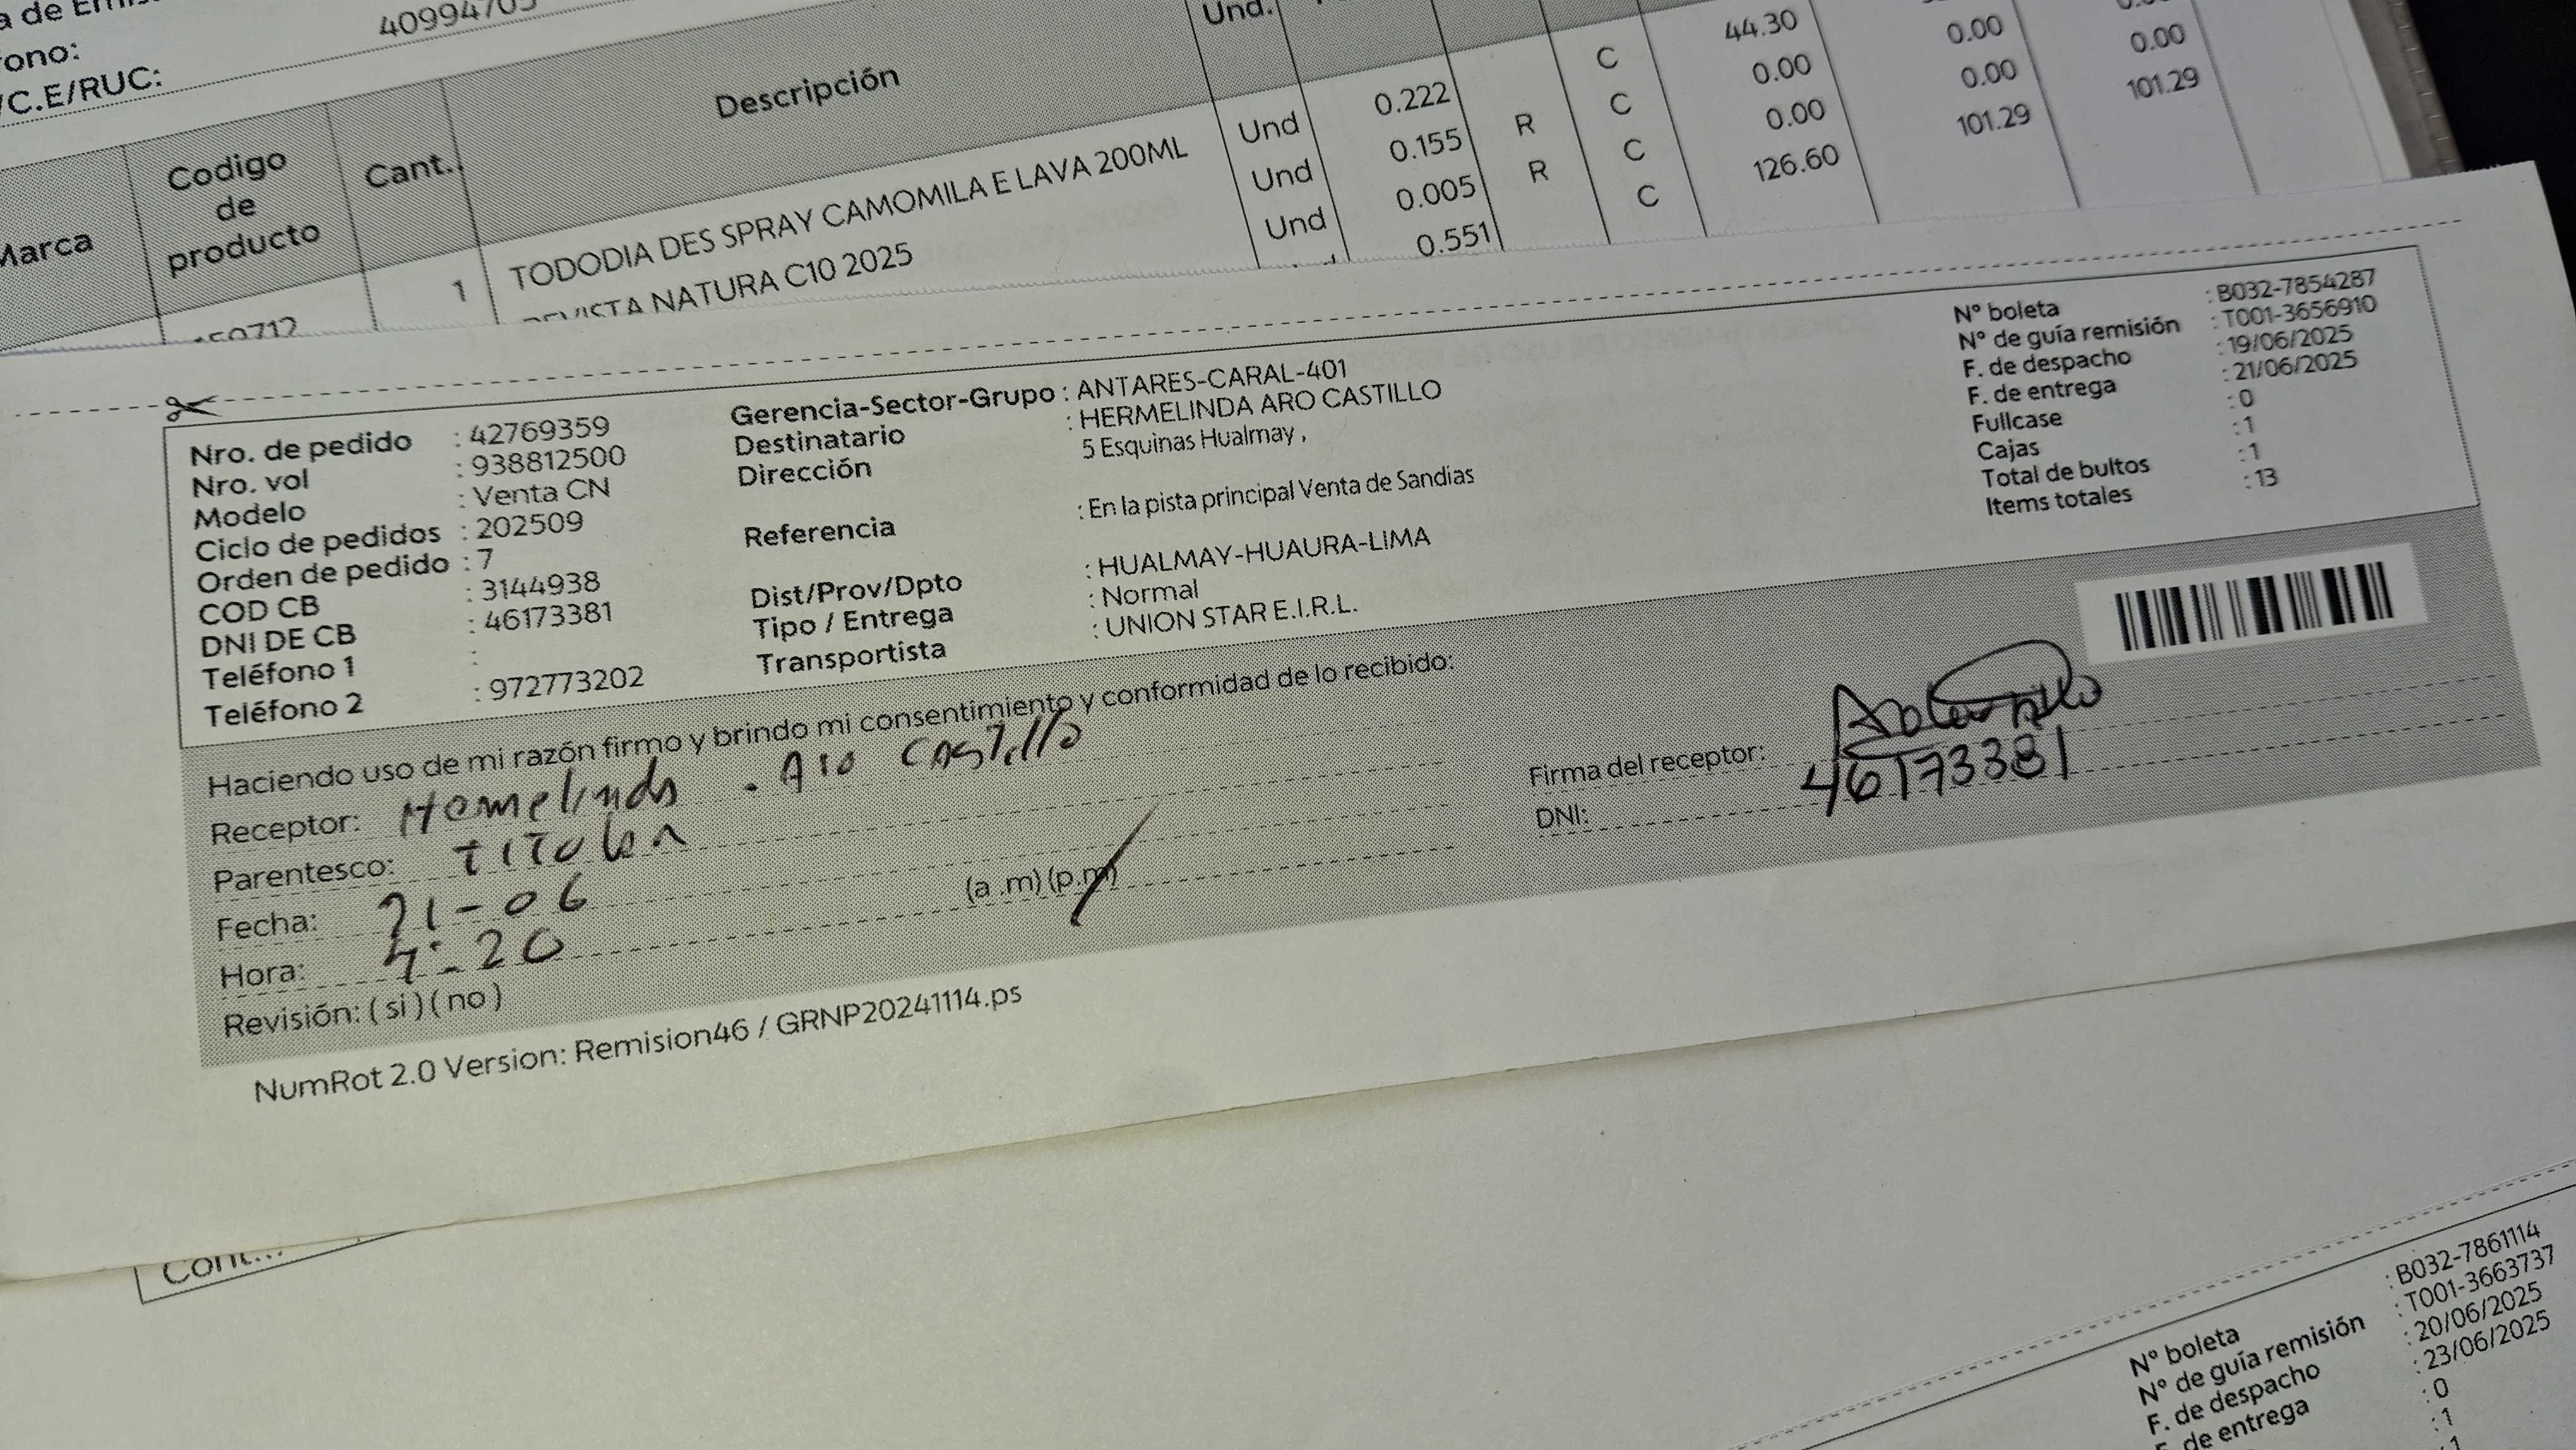 40994705
fono:
/C.E/RUC:
Marca
Codigo de producto
Cant.
Descripción
Und.
1 TODODIA DES SPRAY CAMOMILA E LAVA 200ML Und 0.222 C 44.30 0.00 0.00
REVISTA NATURA C10 2025 Und 0.155 R C 0.00 0.00 101.29
Und 0.005 R C 0.00 101.29
0.551 C 126.60
Nro. de pedido : 42769359
Nro. vol : 938812500
Modelo : Venta CN
Ciclo de pedidos : 202509
Orden de pedido : 7
COD CB : 3144938
DNI DE CB : 46173381
Teléfono 1 :
Teléfono 2 : 972773202
Gerencia-Sector-Grupo : ANTARES-CARAL-401
Destinatario : HERMELINDA ARO CASTILLO
Dirección 5 Esquinas Hualmay ,
Referencia : En la pista principal Venta de Sandias
Dist/Prov/Dpto : HUALMAY-HUAURA-LIMA
Tipo / Entrega : Normal
Transportista : UNION STAR E.I.R.L.
N° boleta : B032-7854287
N° de guía remisión : T001-3656910
F. de despacho : 19/06/2025
F. de entrega : 21/06/2025
Fullcase : 0
Cajas : 1
Total de bultos : 1
Items totales : 13
Haciendo uso de mi razón firmo y brindo mi consentimiento y conformidad de lo recibido:
Receptor: Hemelinda . Aro Castillo
Parentesco: Titular
Fecha: 21-06
Hora: 4:20 (a .m) (p.m)
Revisión: ( si ) ( no )
Firma del receptor:
DNI: 46173381
NumRot 2.0 Version: Remision46 / GRNP20241114.ps
Cont...
N° boleta : B032-7861114
N° de guía remisión : T001-3663737
F. de despacho : 20/06/2025
F. de entrega : 23/06/2025
: 0
: 1